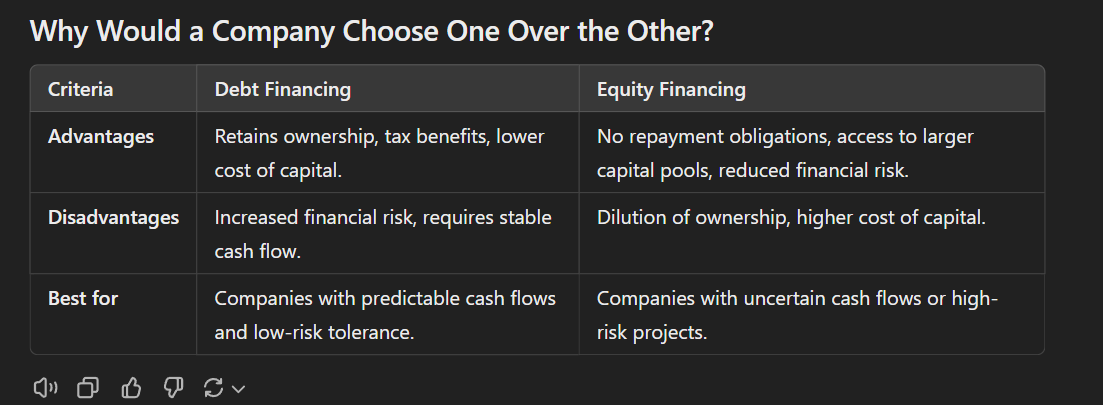 Why Would a Company Choose One Over the Other?
Criteria Debt Financing Equity Financing
Advantages Retains ownership, tax benefits, lower No repayment obligations, access to larger
cost of capital. capital pools, reduced financial risk.
Disadvantages Increased financial risk, requires stable Dilution of ownership, higher cost of capital.
cash flow.
Best for Companies with predictable cash flows Companies with uncertain cash flows or high-
and low-risk tolerance. risk projects.